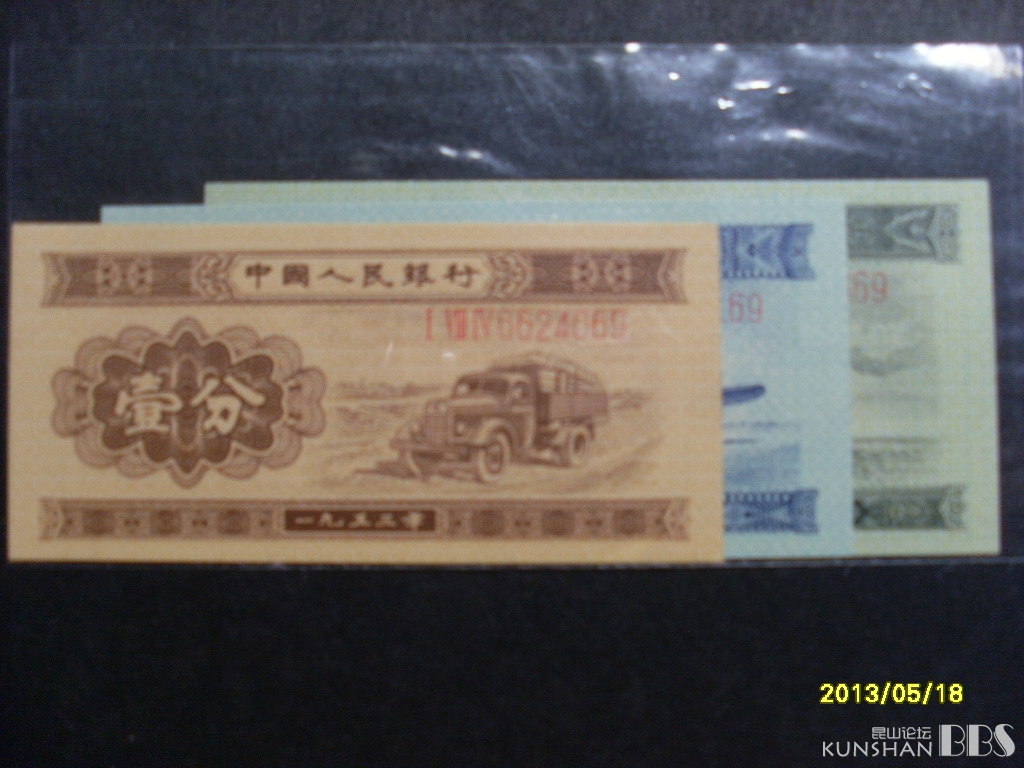 中國人民銀行
I VIII IV 6624069
69
69
壹分
一九五三年
2013/05/18
昆山论坛
KUNSHAN BBS